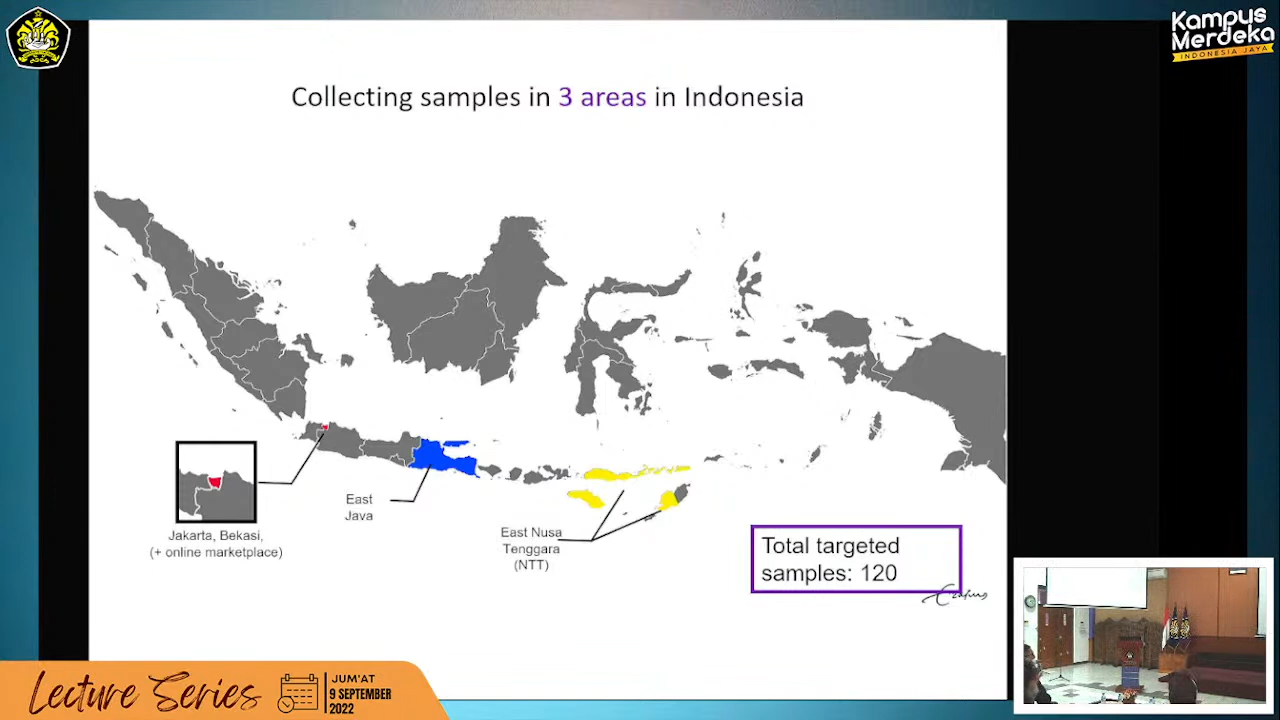 Kampus
Merdeka
INDONESIA JAYA
Collecting samples in 3 areas in Indonesia
Jakarta, Bekasi,
(+ online marketplace)
East
Java
East Nusa
Tenggara
(NTT)
Total targeted
samples: 120
Lecture Series
JUM'AT
9 SEPTEMBER
2022